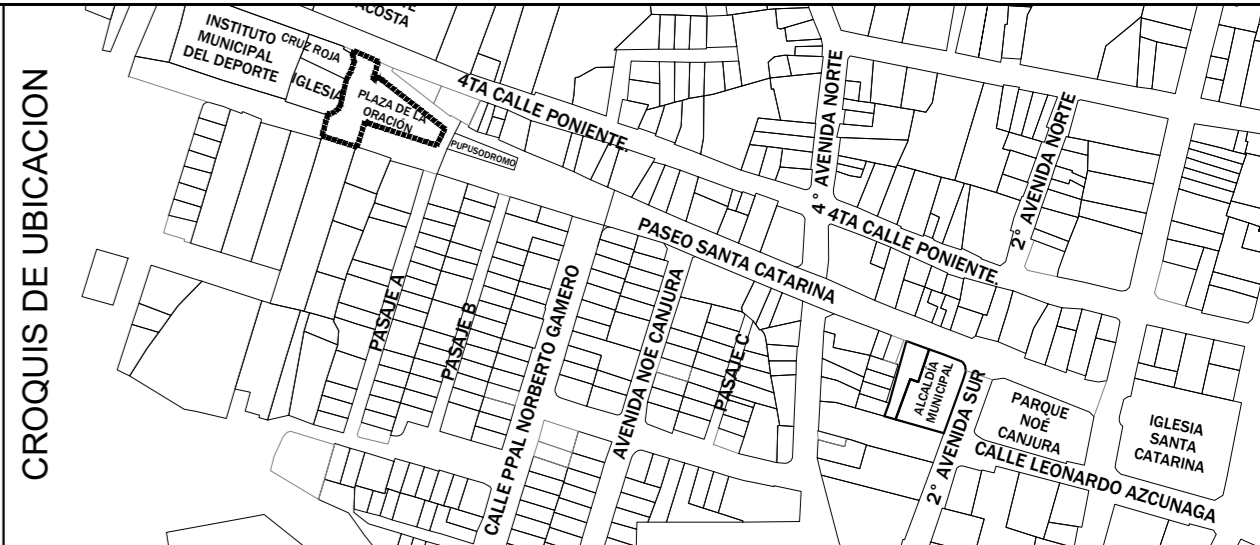 CROQUIS DE UBICACION
ACOSTA
INSTITUTO
MUNICIPAL
DEL DEPORTE
CRUZ ROJA
IGLESIA
PLAZA DE LA
ORACIÓN
PUPUSODROMO
4TA CALLE PONIENTE.
4° AVENIDA NORTE
2° AVENIDA NORTE
4TA CALLE PONIENTE.
PASEO SANTA CATARINA
PASAJE A
PASAJE B
CALLE PPAL NORBERTO GAMERO
AVENIDA NOE CANJURA
PASAJE C
ALCALDIA
MUNICIPAL
2° AVENIDA SUR
PARQUE
NOÉ
CANJURA
IGLESIA
SANTA
CATARINA
CALLE LEONARDO AZCUNAGA